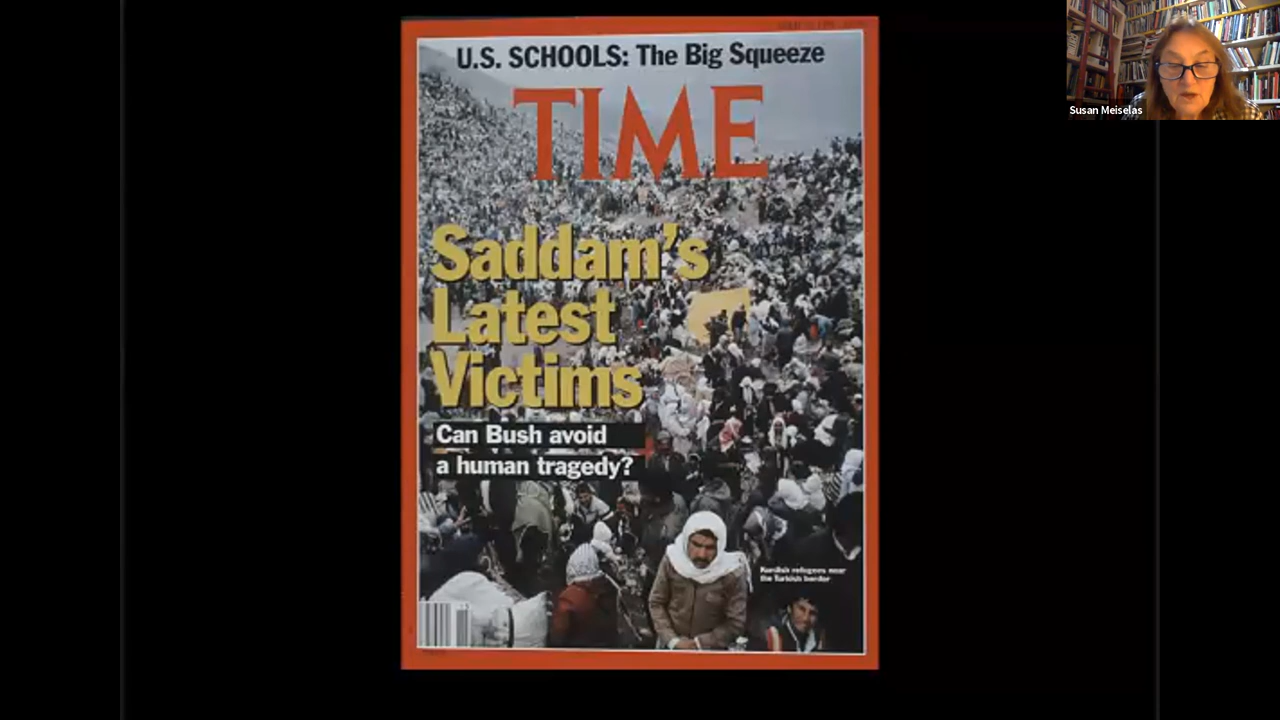 U.S. SCHOOLS: The Big Squeeze
TIME
Saddam's
Latest
Victims
Can Bush avoid
a human tragedy?
Kurdish refugees near
the Turkish border
Susan Meiselas